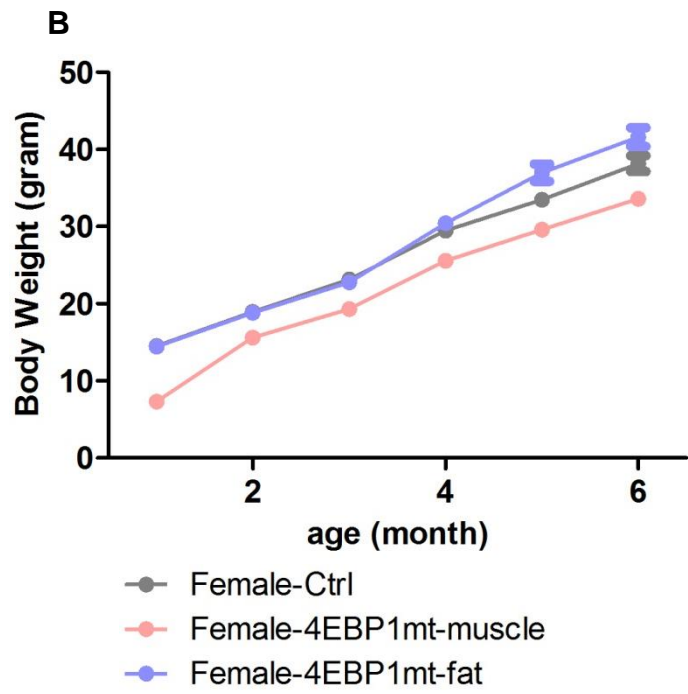 B
Body Weight (gram)
50
40
30
20
10
0
2 4 6
age (month)
Female-Ctrl
Female-4EBP1mt-muscle
Female-4EBP1mt-fat